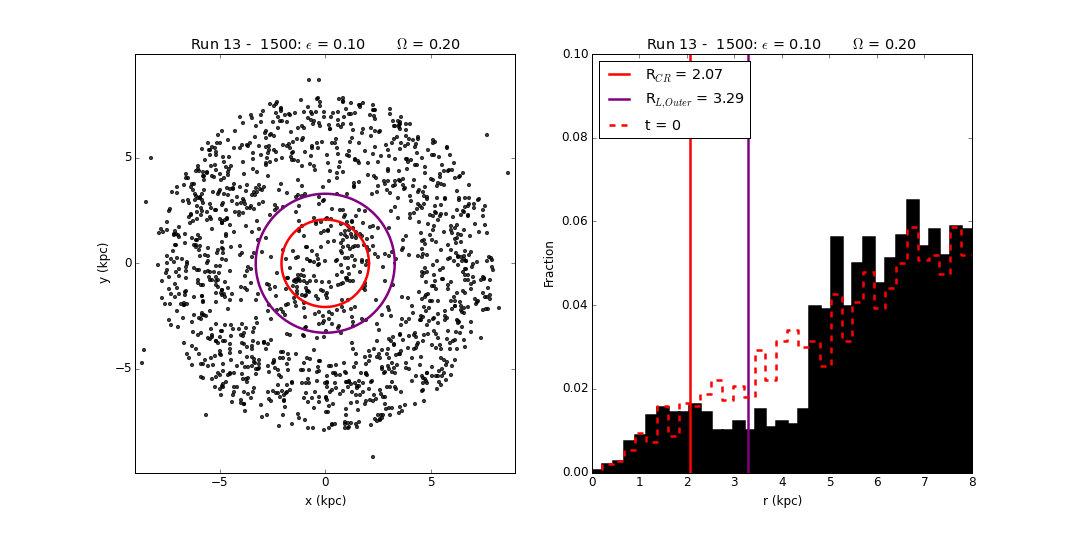 Run 13 -  1500: ϵ = 0.10       Ω = 0.20
y (kpc)
5
0
−5
−5
0
5
x (kpc)
Run 13 -  1500: ϵ = 0.10       Ω = 0.20
R_CR = 2.07
R_L,Outer = 3.29
t = 0
Fraction
0.10
0.08
0.06
0.04
0.02
0.00
0 1 2 3 4 5 6 7 8
r (kpc)